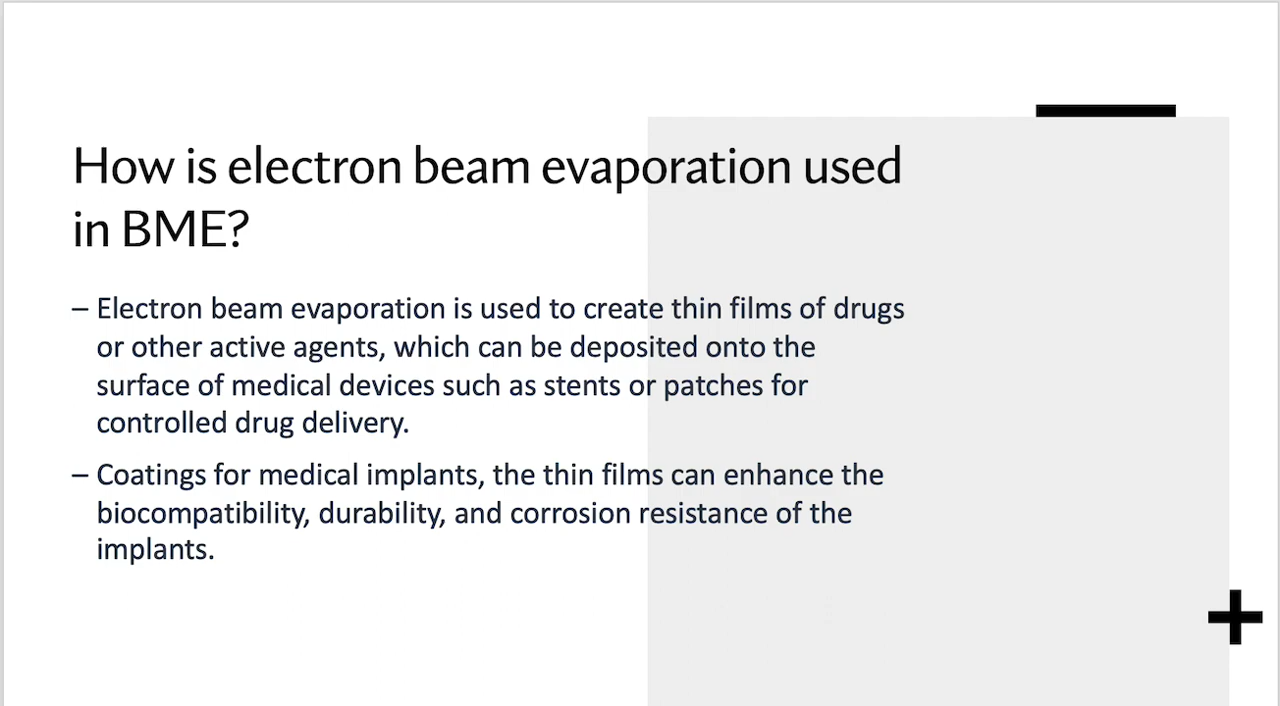 How is electron beam evaporation used
in BME?
– Electron beam evaporation is used to create thin films of drugs
or other active agents, which can be deposited onto the
surface of medical devices such as stents or patches for
controlled drug delivery.
– Coatings for medical implants, the thin films can enhance the
biocompatibility, durability, and corrosion resistance of the
implants.